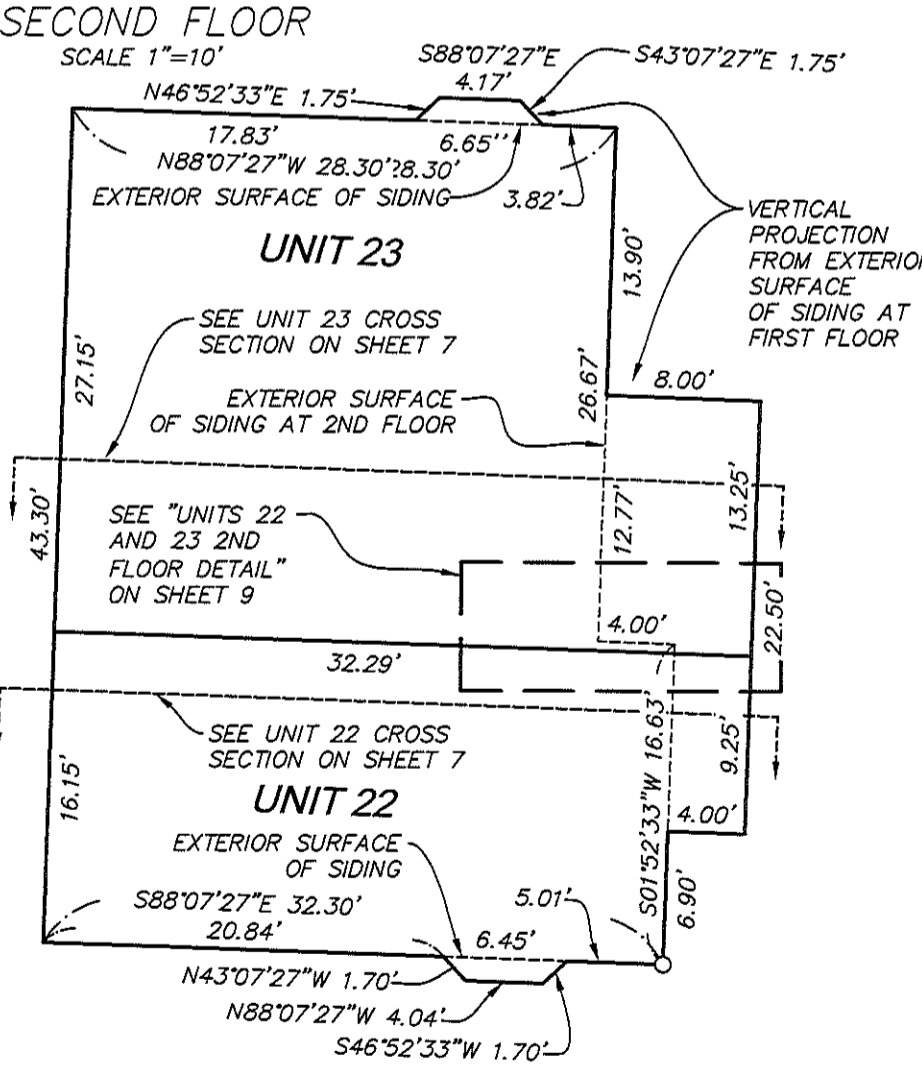 SECOND FLOOR
SCALE 1"=10'
S88°07'27"E
4.17'
S43°07'27"E 1.75'
N46°52'33"E 1.75'
17.83'
6.65''
N88°07'27"W 28.30'
EXTERIOR SURFACE OF SIDING
3.82'
UNIT 23
13.90'
VERTICAL
PROJECTION
FROM EXTERIOR
SURFACE
OF SIDING AT
FIRST FLOOR
SEE UNIT 23 CROSS
SECTION ON SHEET 7
27.15'
26.67'
8.00'
EXTERIOR SURFACE
OF SIDING AT 2ND FLOOR
43.30'
12.77'
13.25'
SEE "UNITS 22
AND 23 2ND
FLOOR DETAIL"
ON SHEET 9
22.50'
4.00'
32.29'
SEE UNIT 22 CROSS
SECTION ON SHEET 7
S01°52'33"W 16.63'
9.25'
16.15'
UNIT 22
4.00'
EXTERIOR SURFACE
OF SIDING
6.90'
S88°07'27"E 32.30'
5.01'
20.84'
6.45'
N43°07'27"W 1.70'
N88°07'27"W 4.04'
S46°52'33"W 1.70'